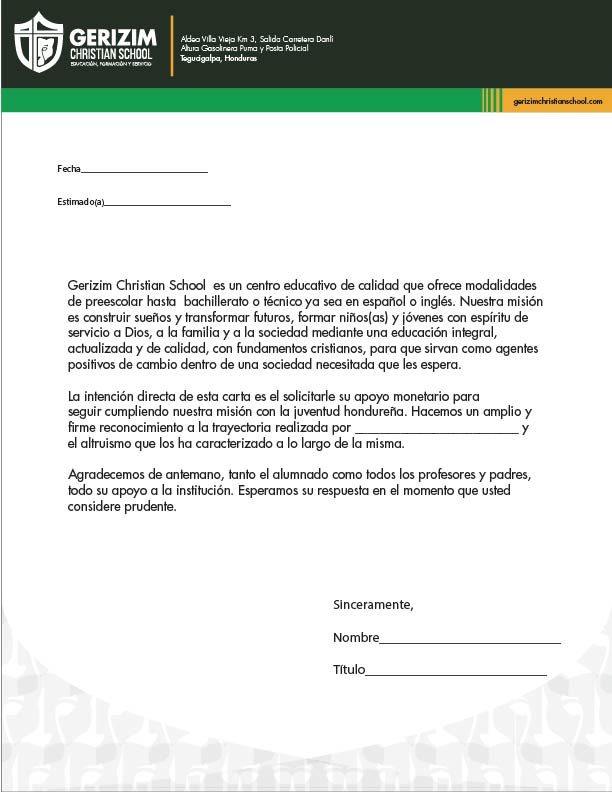 GERIZIM
CHRISTIAN SCHOOL
EDUCACIÓN, FORMACIÓN Y SERVICIO
Aldea Villa Vieja Km 3, Salida Carretera Danlí
Altura Gasolinera Puma y Posta Policial
Tegucigalpa, Honduras
gerizimchristianschool.com
Fecha__________________________
Estimado(a)__________________________
Gerizim Christian School es un centro educativo de calidad que ofrece modalidades
de preescolar hasta bachillerato o técnico ya sea en español o inglés. Nuestra misión
es construir sueños y transformar futuros, formar niños(as) y jóvenes con espíritu de
servicio a Dios, a la familia y a la sociedad mediante una educación integral,
actualizada y de calidad, con fundamentos cristianos, para que sirvan como agentes
positivos de cambio dentro de una sociedad necesitada que les espera.
La intención directa de esta carta es el solicitarle su apoyo monetario para
seguir cumpliendo nuestra misión con la juventud hondureña. Hacemos un amplio y
firme reconocimiento a la trayectoria realizada por __________________________ y
el altruismo que los ha caracterizado a lo largo de la misma.
Agradecemos de antemano, tanto el alumnado como todos los profesores y padres,
todo su apoyo a la institución. Esperamos su respuesta en el momento que usted
considere prudente.
Sinceramente,
Nombre__________________________
Título__________________________